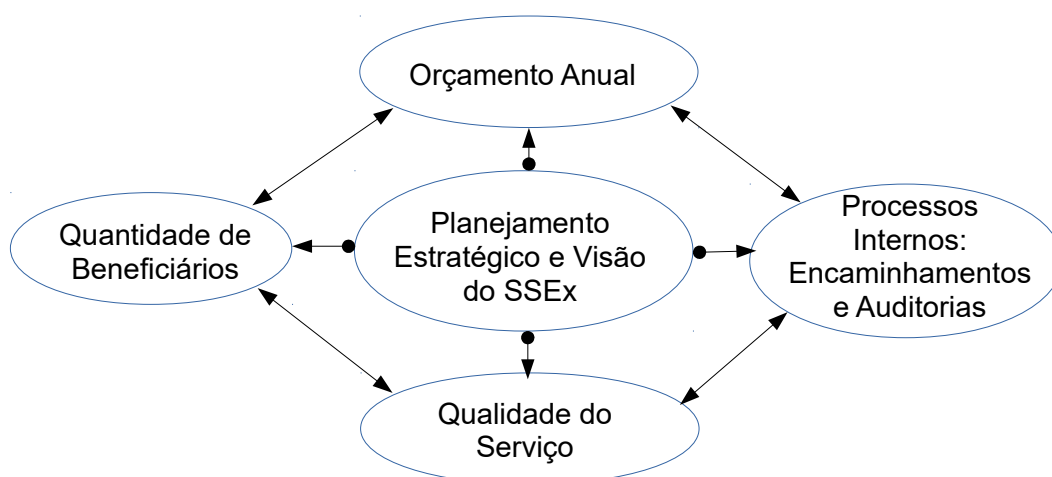 Orçamento Anual
Quantidade de
Beneficiários
Planejamento
Estratégico e Visão
do SSEx
Processos
Internos:
Encaminhamentos
e Auditorias
Qualidade do
Serviço